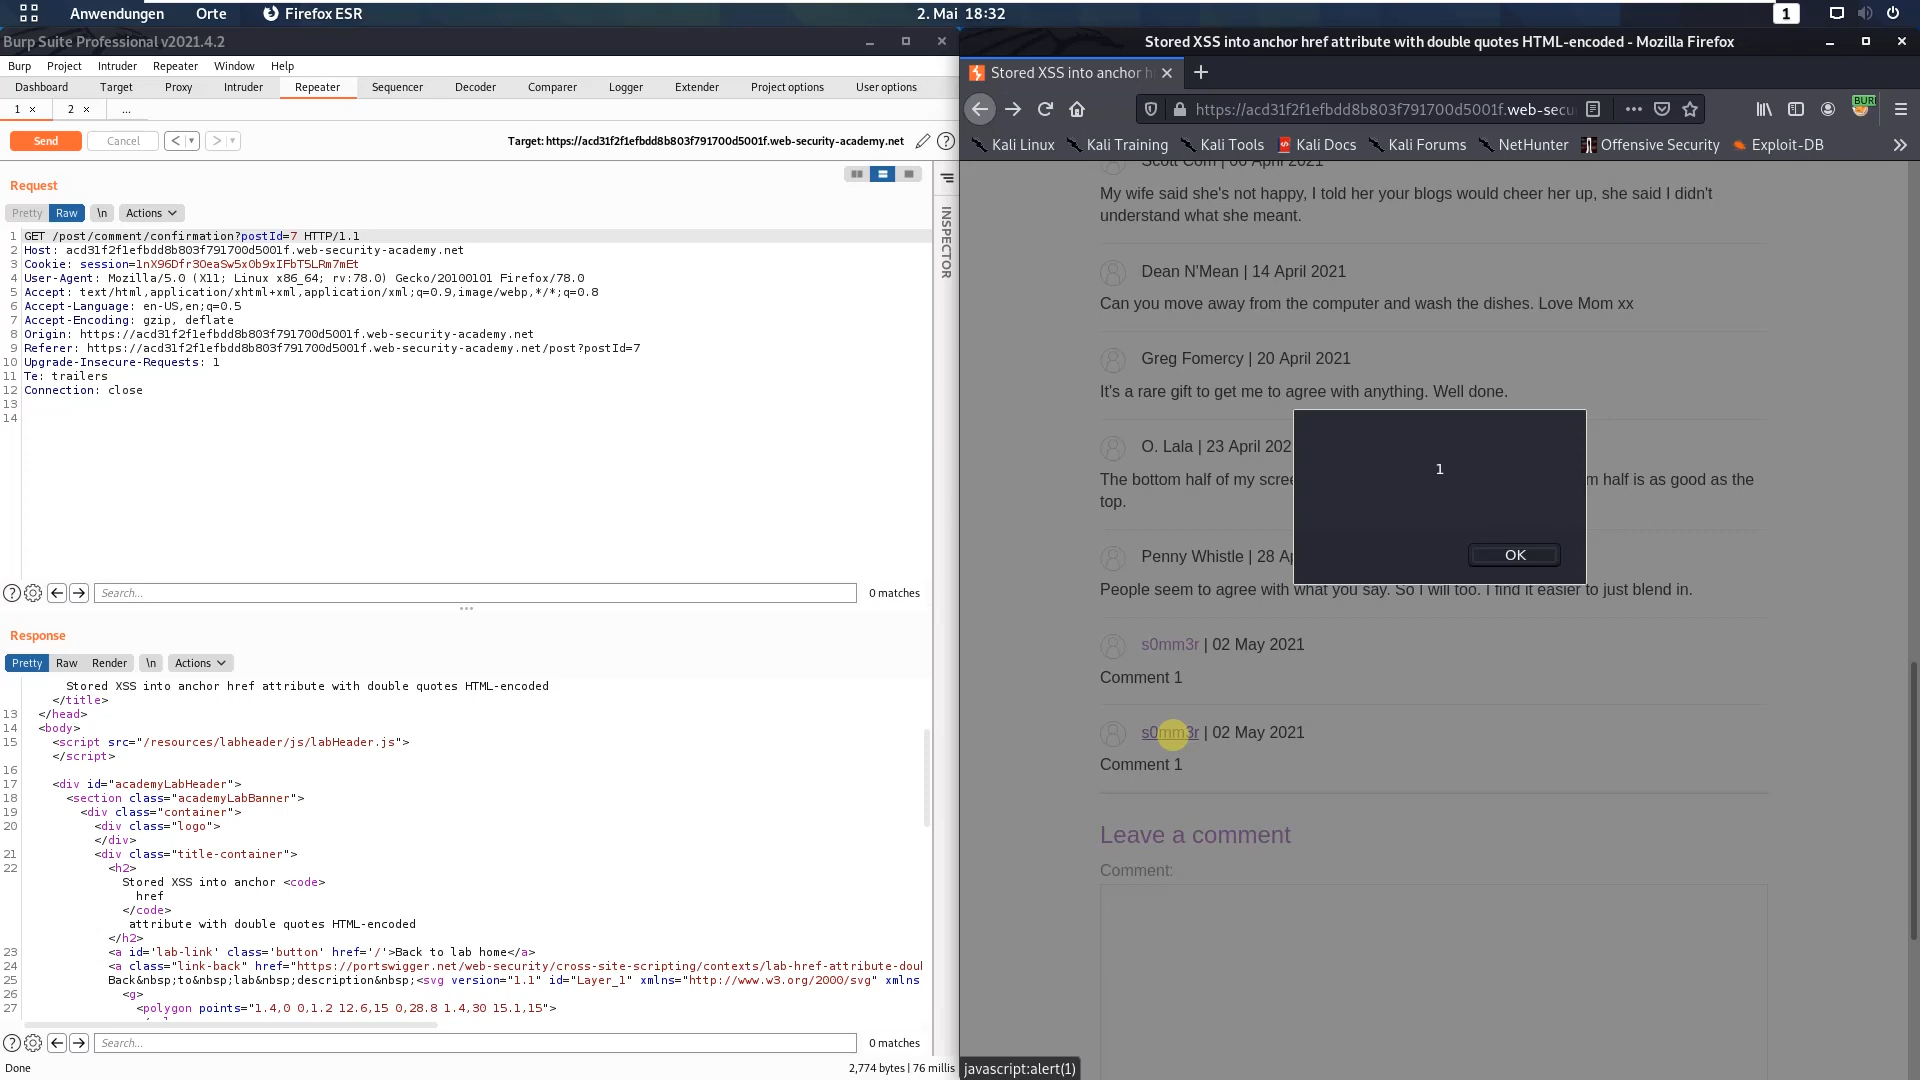 Anwendungen Orte Firefox ESR 2. Mai 18:32 1
Burp Suite Professional v2021.4.2
Burp Project Intruder Repeater Window Help
Dashboard Target Proxy Intruder Repeater Sequencer Decoder Comparer Logger Extender Project options User options
1 × 2 × ...
Send Cancel < > Target: https://acd31f2f1efbdd8b803f791700d5001f.web-security-academy.net
Request
Pretty Raw \n Actions
1 GET /post/comment/confirmation?postId=7 HTTP/1.1
2 Host: acd31f2f1efbdd8b803f791700d5001f.web-security-academy.net
3 Cookie: session=1nX96Dfr3OeaSw5x0b9xIFbT5LRm7mEt
4 User-Agent: Mozilla/5.0 (X11; Linux x86_64; rv:78.0) Gecko/20100101 Firefox/78.0
5 Accept: text/html,application/xhtml+xml,application/xml;q=0.9,image/webp,*/*;q=0.8
6 Accept-Language: en-US,en;q=0.5
7 Accept-Encoding: gzip, deflate
8 Origin: https://acd31f2f1efbdd8b803f791700d5001f.web-security-academy.net
9 Referer: https://acd31f2f1efbdd8b803f791700d5001f.web-security-academy.net/post?postId=7
10 Upgrade-Insecure-Requests: 1
11 Te: trailers
12 Connection: close
13
14
INSPECTOR
Search... 0 matches
Response
Pretty Raw Render \n Actions
Stored XSS into anchor href attribute with double quotes HTML-encoded
</title>
13 </head>
14 <body>
15 <script src="/resources/labheader/js/labHeader.js">
</script>
16
17 <div id="academyLabHeader">
18 <section class="academyLabBanner">
19 <div class="container">
20 <div class="logo">
</div>
21 <div class="title-container">
22 <h2>
Stored XSS into anchor <code>
href
</code>
attribute with double quotes HTML-encoded
</h2>
23 <a id='lab-link' class='button' href='/'>Back to lab home</a>
24 <a class="link-back" href="https://portswigger.net/web-security/cross-site-scripting/contexts/lab-href-attribute-doul
25 Back&nbsp;to&nbsp;lab&nbsp;description&nbsp;<svg version="1.1" id="Layer_1" xmlns="http://www.w3.org/2000/svg" xmlns
26 <g>
27 <polygon points="1.4,0 0,1.2 12.6,15 0,28.8 1.4,30 15.1,15">
Search... 0 matches
Done 2,774 bytes | 76 millis
Stored XSS into anchor href attribute with double quotes HTML-encoded - Mozilla Firefox
Stored XSS into anchor h × +
https://acd31f2f1efbdd8b803f791700d5001f.web-secu BUR
Kali Linux Kali Training Kali Tools Kali Docs Kali Forums NetHunter Offensive Security Exploit-DB
Scott Com | 06 April 2021
My wife said she's not happy, I told her your blogs would cheer her up, she said I didn't
understand what she meant.
Dean N'Mean | 14 April 2021
Can you move away from the computer and wash the dishes. Love Mom xx
Greg Fomercy | 20 April 2021
It's a rare gift to get me to agree with anything. Well done.
O. Lala | 23 April 202
The bottom half of my scree m half is as good as the
top.
1
OK
Penny Whistle | 28 Ap
People seem to agree with what you say. So I will too. I find it easier to just blend in.
s0mm3r | 02 May 2021
Comment 1
s0mm3r | 02 May 2021
Comment 1
Leave a comment
Comment:
javascript:alert(1)